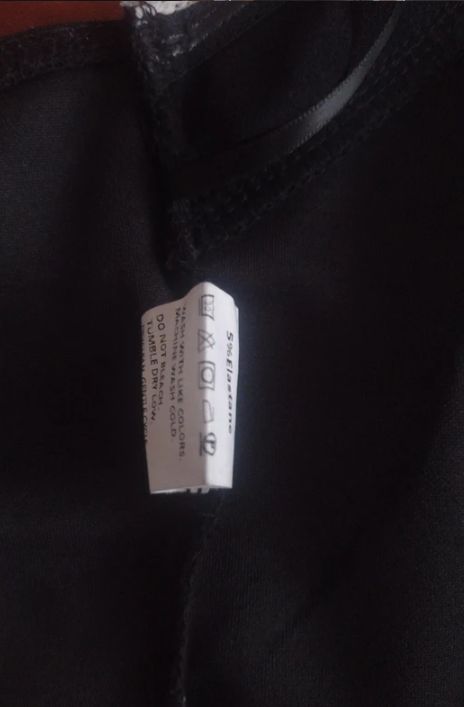 5%Elastane
WASH WITH LIKE COLORS.
MACHINE WASH COLD.
DO NOT BLEACH
TUMBLE DRY LOW